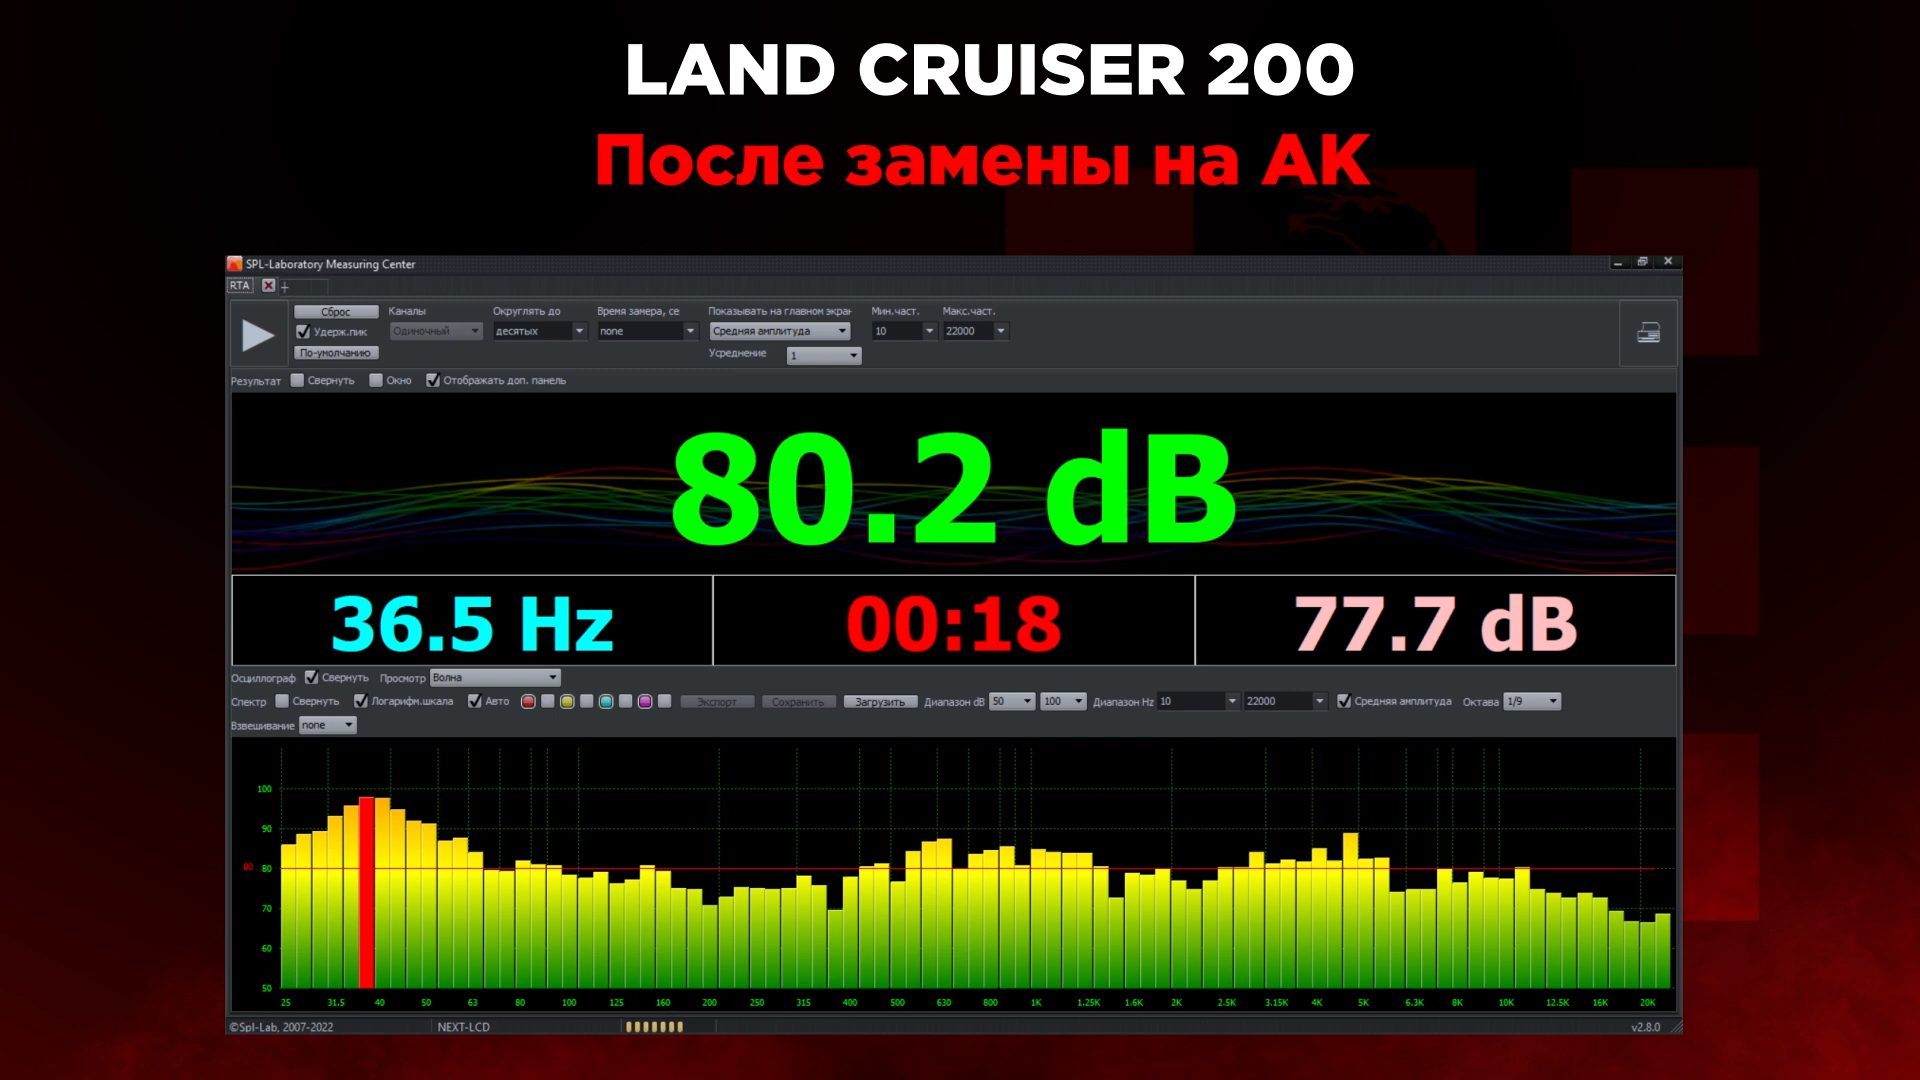 LAND CRUISER 200
После замены на АК
SPL-Laboratory Measuring Center
RTA
Сброс Каналы Округлять до Время замера, се Показывать на главном экран Мин.част. Макс.част.
Удерж.пик Одиночный десятых none Средняя амплитуда 10 22000
По-умолчанию Усреднение 1
Результат Свернуть Окно Отображать доп. панель
80.2 dB
36.5 Hz 00:18 77.7 dB
Осциллограф Свернуть Просмотр Волна
Спектр Свернуть Логарифм.шкала Авто Экспорт Сохранить Загрузить Диапазон dB 50 100 Диапазон Hz 10 22000 Средняя амплитуда Октава 1/9
Взвешивание none
100
90
80 80
70
60
50
25 31.5 40 50 63 80 100 125 160 200 250 315 400 500 630 800 1K 1.25K 1.6K 2K 2.5K 3.15K 4K 5K 6.3K 8K 10K 12.5K 16K 20K
©Spl-Lab, 2007-2022 NEXT-LCD v2.8.0